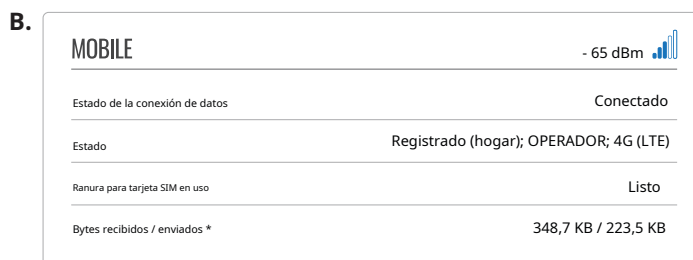 B.
MOBILE - 65 dBm
Estado de la conexión de datos Conectado
Estado Registrado (hogar); OPERADOR; 4G (LTE)
Ranura para tarjeta SIM en uso Listo
Bytes recibidos / enviados * 348,7 KB / 223,5 KB